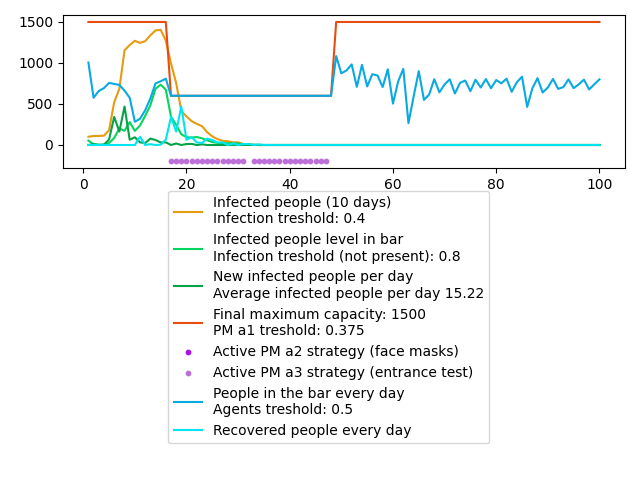 1500
1000
500
0
0
20
40
60
80
100
Infected people (10 days)
Infection treshold: 0.4
Infected people level in bar
Infection treshold (not present): 0.8
New infected people per day
Average infected people per day 15.22
Final maximum capacity: 1500
PM a1 treshold: 0.375
Active PM a2 strategy (face masks)
Active PM a3 strategy (entrance test)
People in the bar every day
Agents treshold: 0.5
Recovered people every day